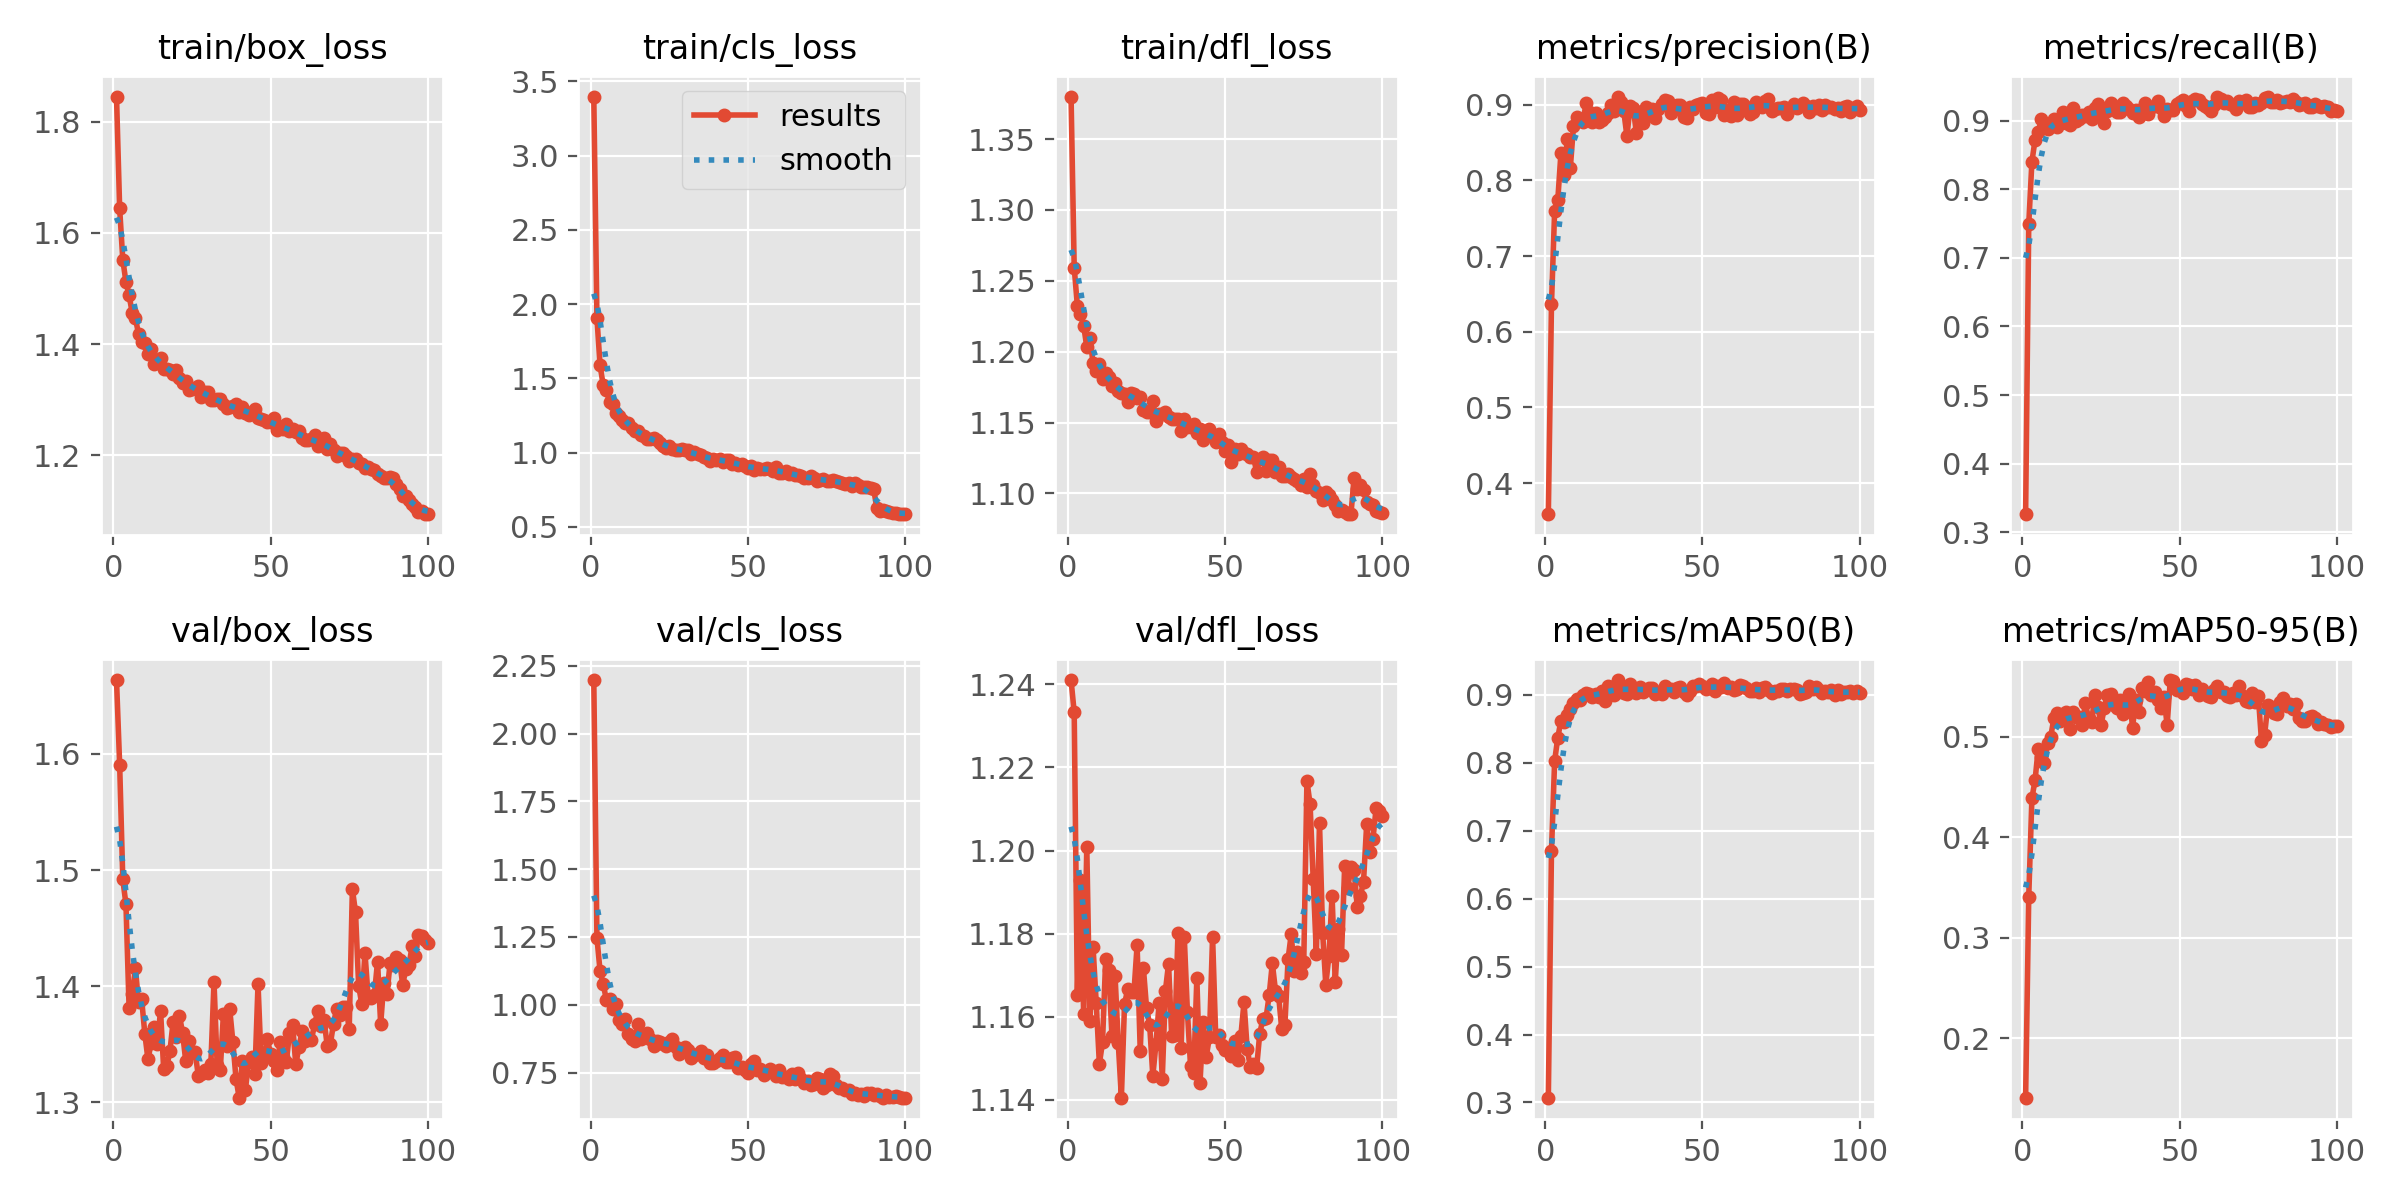 train/box_loss
1.8
1.6
1.4
1.2
0 50 100
train/cls_loss
3.5
3.0
2.5
2.0
1.5
1.0
0.5
0 50 100
results
smooth
train/dfl_loss
1.35
1.30
1.25
1.20
1.15
1.10
0 50 100
metrics/precision(B)
0.9
0.8
0.7
0.6
0.5
0.4
0 50 100
metrics/recall(B)
0.9
0.8
0.7
0.6
0.5
0.4
0.3
0 50 100
val/box_loss
1.6
1.5
1.4
1.3
0 50 100
val/cls_loss
2.25
2.00
1.75
1.50
1.25
1.00
0.75
0 50 100
val/dfl_loss
1.24
1.22
1.20
1.18
1.16
1.14
0 50 100
metrics/mAP50(B)
0.9
0.8
0.7
0.6
0.5
0.4
0.3
0 50 100
metrics/mAP50-95(B)
0.5
0.4
0.3
0.2
0 50 100